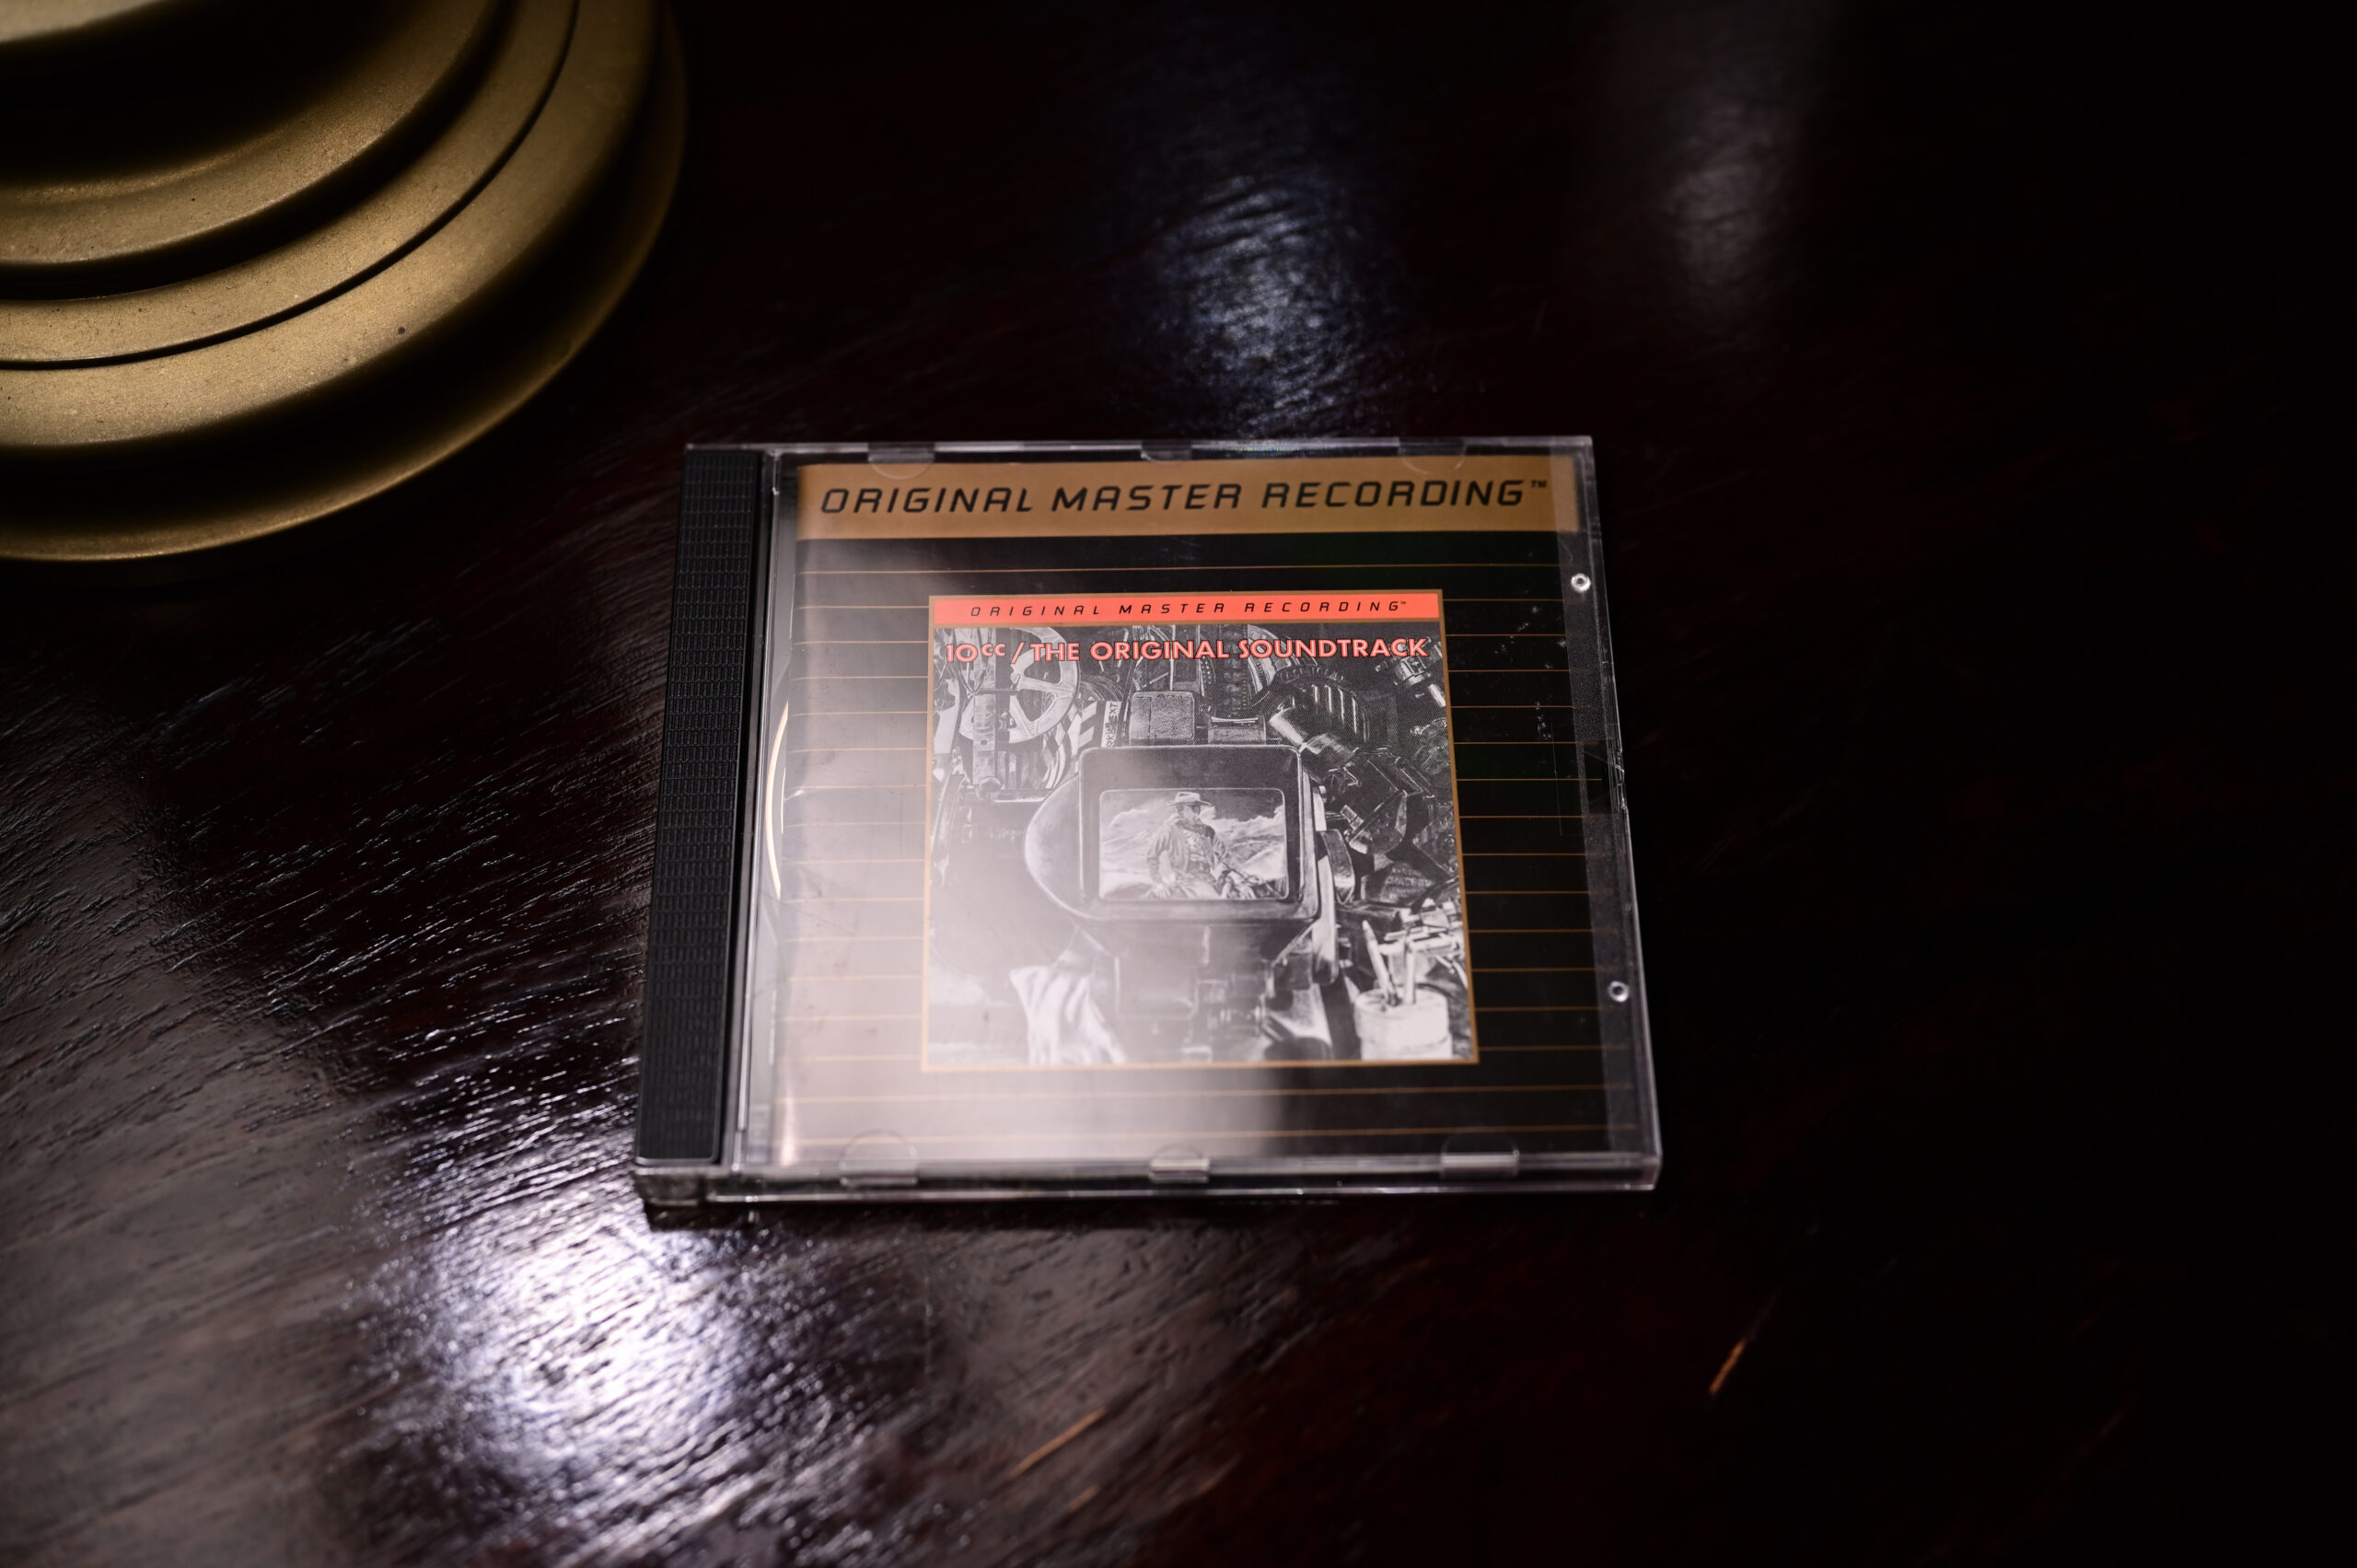 ORIGINAL MASTER RECORDING™
ORIGINAL MASTER RECORDING™
10cc / THE ORIGINAL SOUNDTRACK